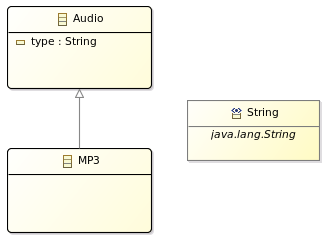 Audio
type : String
MP3
String
java.lang.String